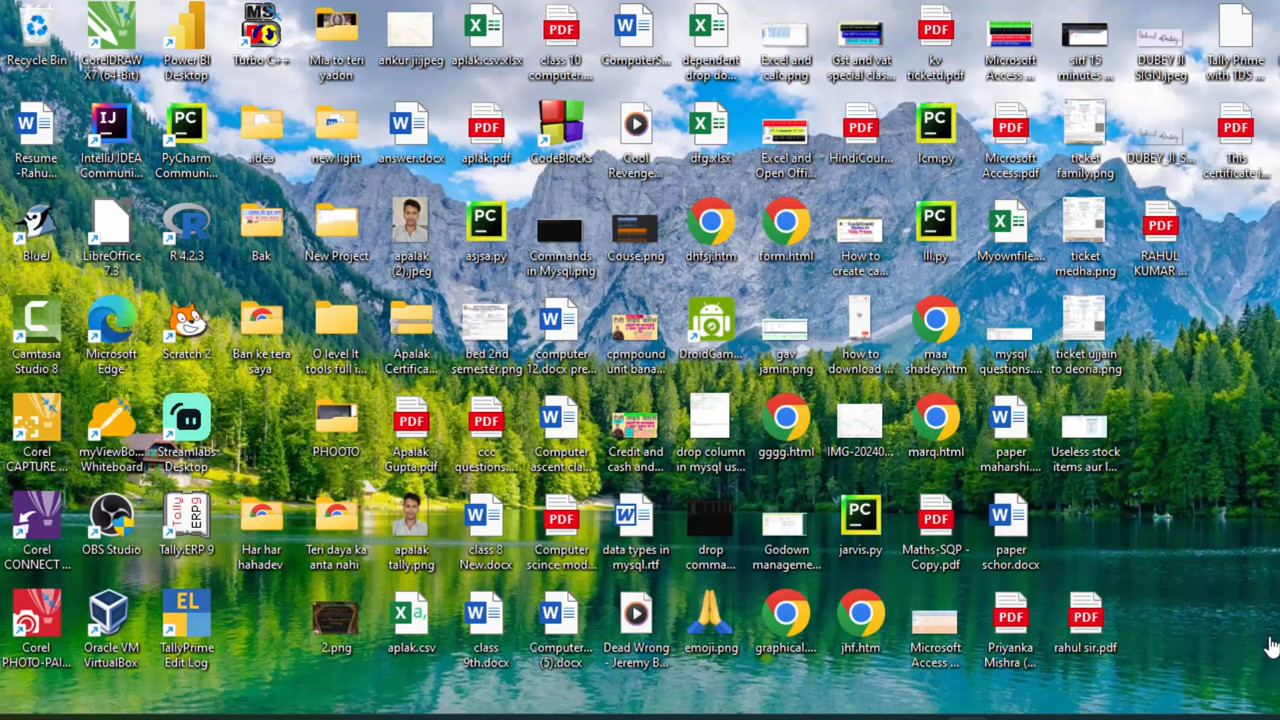 Recycle Bin
CorelDRAW
X7 (64-Bit)
Power BI
Desktop
Turbo C++
Mia to teri
yadon
ankur ji.jpeg
aplak.csv.xlsx
class 10
computer....
ComputerS...
dependent
drop do...
Excel and
calc.png
Gst and vat
special clas...
kv
ticketd.pdf
Microsoft
Access ...
sirf 15
minutes ...
DUBEY JI
SIGN.jpeg
Tally Prime
with TDS ...
Resume
-Rahu...
IntelliJ IDEA
Communi...
PyCharm
Communi...
.idea
new light
answer.docx
aplak.pdf
CodeBlocks
Cool
Revenge...
dfg.xlsx
Excel and
Open Offi...
HindiCour...
lcm.py
Microsoft
Access.pdf
ticket
family.png
DUBEY JI_S...
This
certificate i...
BlueJ
LibreOffice
7.3
R 4.2.3
Bak
New Project
apalak
(2).jpeg
asjsa.py
Commands
in Mysql.png
Couse.png
dhfsj.htm
form.html
How to
create ca...
lll.py
Myownfile....
ticket
medha.png
RAHUL
KUMAR ...
Camtasia
Studio 8
Microsoft
Edge
Scratch 2
Ban ke tera
saya
O level It
tools full i...
Apalak
Certifica...
bed 2nd
semester.png
computer
12.docx pre...
cpmpound
unit bana...
DroidGam...
gav
jamin.png
how to
download ...
maa
shadey.htm
mysql
questions....
ticket ujjain
to deoria.png
Corel
CAPTURE ...
myViewBo...
Whiteboard
Streamlabs
Desktop
PHOOTO
Apalak
Gupta.pdf
ccc
questions....
Computer
ascent cla...
Credit and
cash and...
drop column
in mysql us...
gggg.html
IMG-20240...
marq.html
paper
maharshi....
Useless stock
items aur l...
Corel
CONNECT ...
OBS Studio
Tally.ERP 9
Har har
hahadev
Teri daya ka
anta nahi
apalak
tally.png
class 8
New.docx
Computer
scince mod...
data types in
mysql.rtf
drop
comma...
Godown
manageme...
jarvis.py
Maths-SQP -
Copy.pdf
paper
schor.docx
Corel
PHOTO-PAI...
Oracle VM
VirtualBox
TallyPrime
Edit Log
2.png
aplak.csv
class
9th.docx
Computer...
(5).docx
Dead Wrong
- Jeremy B...
emoji.png
graphical....
jhf.htm
Microsoft
Access ...
Priyanka
Mishra (...
rahul sir.pdf